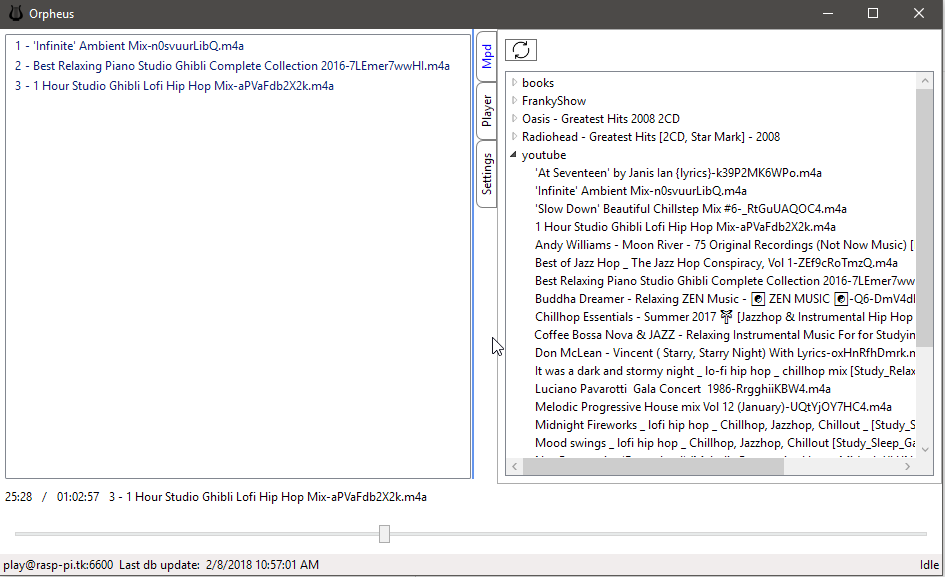 Orpheus
1 - 'Infinite' Ambient Mix-n0svuurLibQ.m4a
2 - Best Relaxing Piano Studio Ghibli Complete Collection 2016-7LEmer7wwHI.m4a
3 - 1 Hour Studio Ghibli Lofi Hip Hop Mix-aPVaFdb2X2k.m4a
Mpd
Player
Settings
books
FrankyShow
Oasis - Greatest Hits 2008 2CD
Radiohead - Greatest Hits [2CD, Star Mark] - 2008
youtube
'At Seventeen' by Janis Ian {lyrics}-k39P2MK6WPo.m4a
'Infinite' Ambient Mix-n0svuurLibQ.m4a
'Slow Down' Beautiful Chillstep Mix #6-_RtGuUAQOC4.m4a
1 Hour Studio Ghibli Lofi Hip Hop Mix-aPVaFdb2X2k.m4a
Andy Williams - Moon River - 75 Original Recordings (Not Now Music) [
Best of Jazz Hop _ The Jazz Hop Conspiracy, Vol 1-ZEf9cRoTmzQ.m4a
Best Relaxing Piano Studio Ghibli Complete Collection 2016-7LEmer7ww
Buddha Dreamer - Relaxing ZEN Music - ☯ ZEN MUSIC ☯-Q6-DmV4dl
Chillhop Essentials - Summer 2017 🌴 [Jazzhop & Instrumental Hip Hop
Coffee Bossa Nova & JAZZ - Relaxing Instrumental Music For for Studyin
Don McLean - Vincent ( Starry, Starry Night) With Lyrics-oxHnRfhDmrk.m
It was a dark and stormy night _ lo-fi hip hop _ chillhop mix [Study_Relax
Luciano Pavarotti  Gala Concert  1986-RrgghiiKBW4.m4a
Melodic Progressive House mix Vol 12 (January)-UQtYjOY7HC4.m4a
Midnight Fireworks _ lofi hip hop _ Chillhop, Jazzhop, Chillout _ [Study_S
Mood swings _ lofi hip hop _ Chillhop, Jazzhop, Chillout [Study_Sleep_Ga
25:28 / 01:02:57 3 - 1 Hour Studio Ghibli Lofi Hip Hop Mix-aPVaFdb2X2k.m4a
play@rasp-pi.tk:6600 Last db update: 2/8/2018 10:57:01 AM
Idle